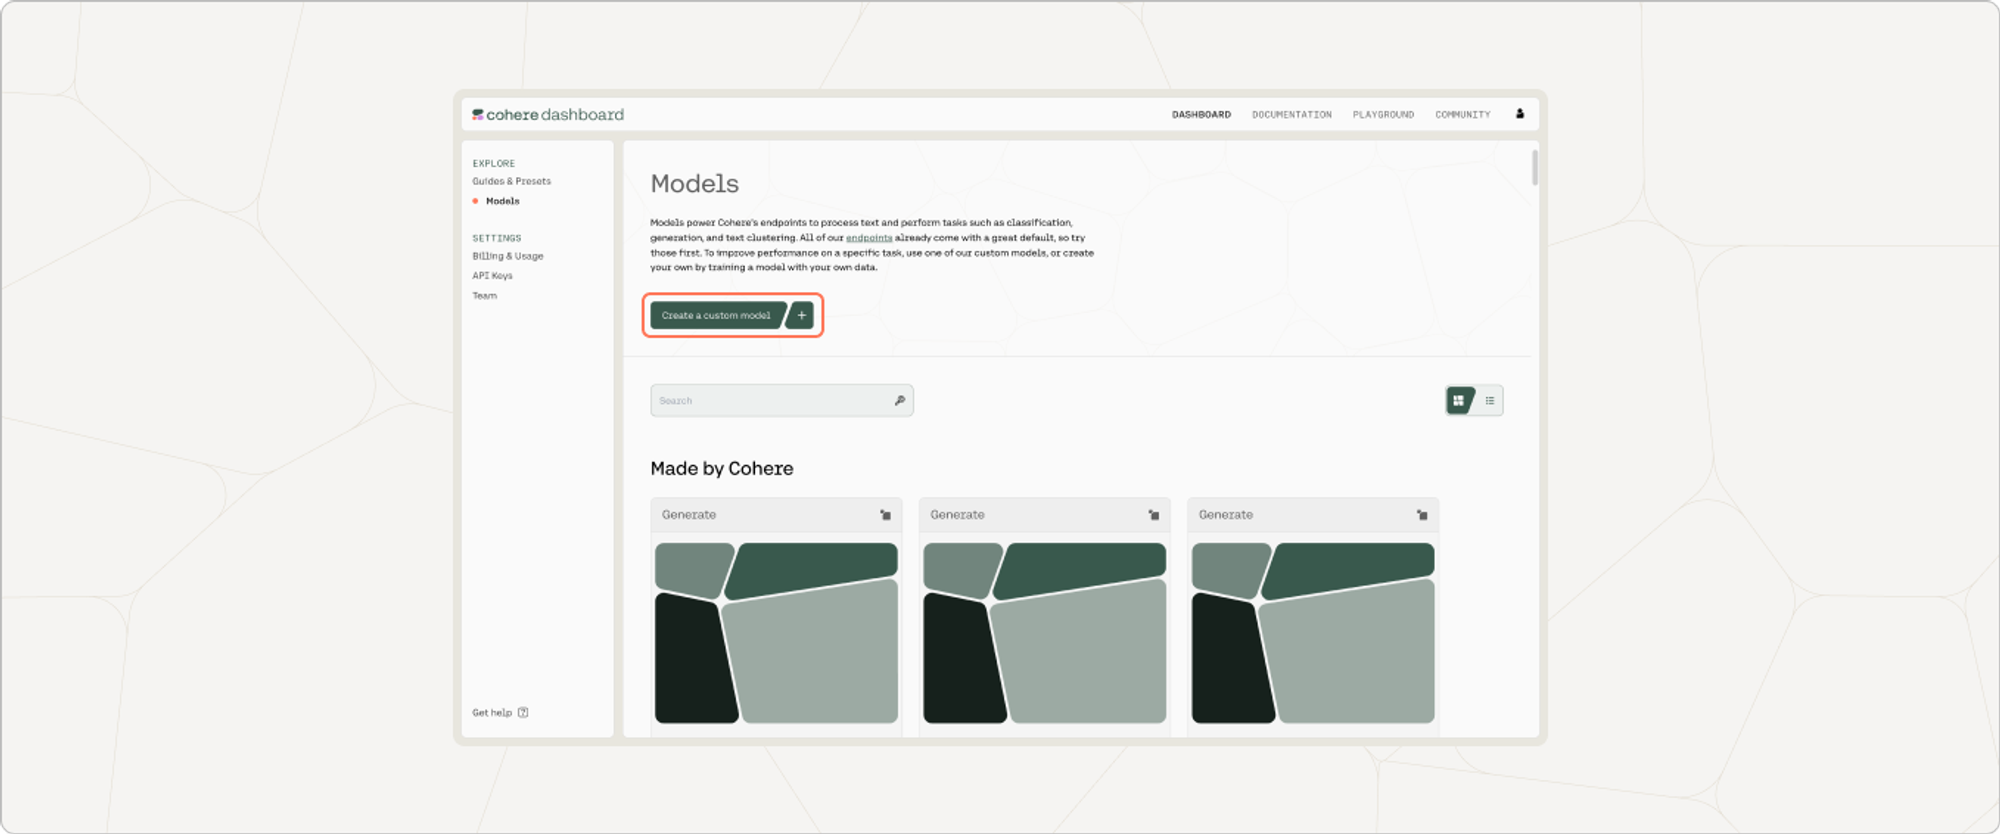 cohere dashboard
DASHBOARD DOCUMENTATION PLAYGROUND COMMUNITY
EXPLORE
Guides & Presets
Models
SETTINGS
Billing & Usage
API Keys
Team
Get help ?
Models
Models power Cohere's endpoints to process text and perform tasks such as classification,
generation, and text clustering. All of our endpoints already come with a great default, so try
those first. To improve performance on a specific task, use one of our custom models, or create
your own by training a model with your own data.
Create a custom model +
Search
Made by Cohere
Generate Generate Generate